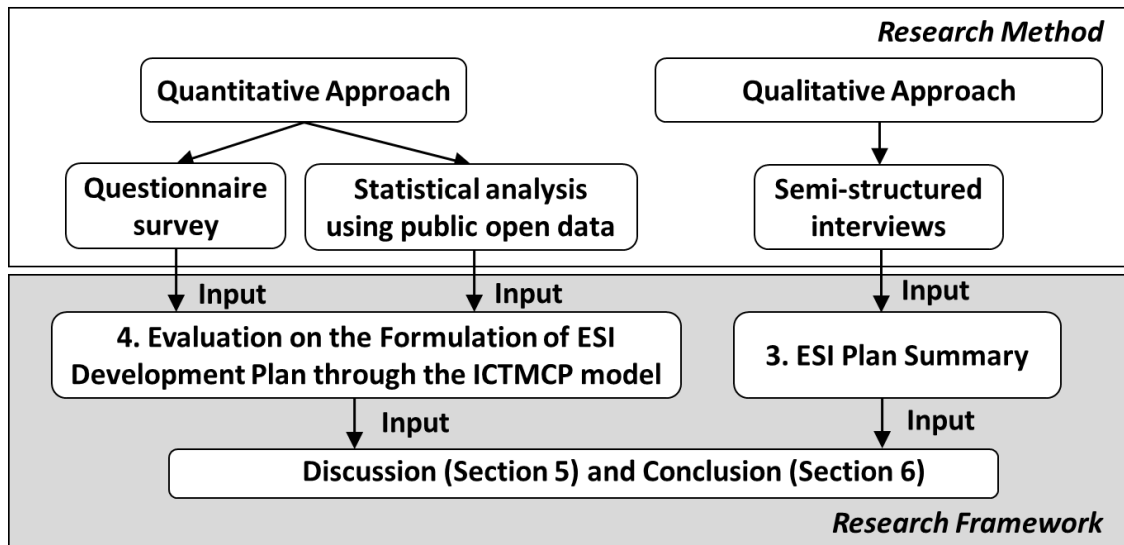 Research Method
Quantitative Approach
Qualitative Approach
Questionnaire
survey
Statistical analysis
using public open data
Semi-structured
interviews
Input
Input
Input
4. Evaluation on the Formulation of ESI
Development Plan through the ICTMCP model
3. ESI Plan Summary
Input
Input
Discussion (Section 5) and Conclusion (Section 6)
Research Framework